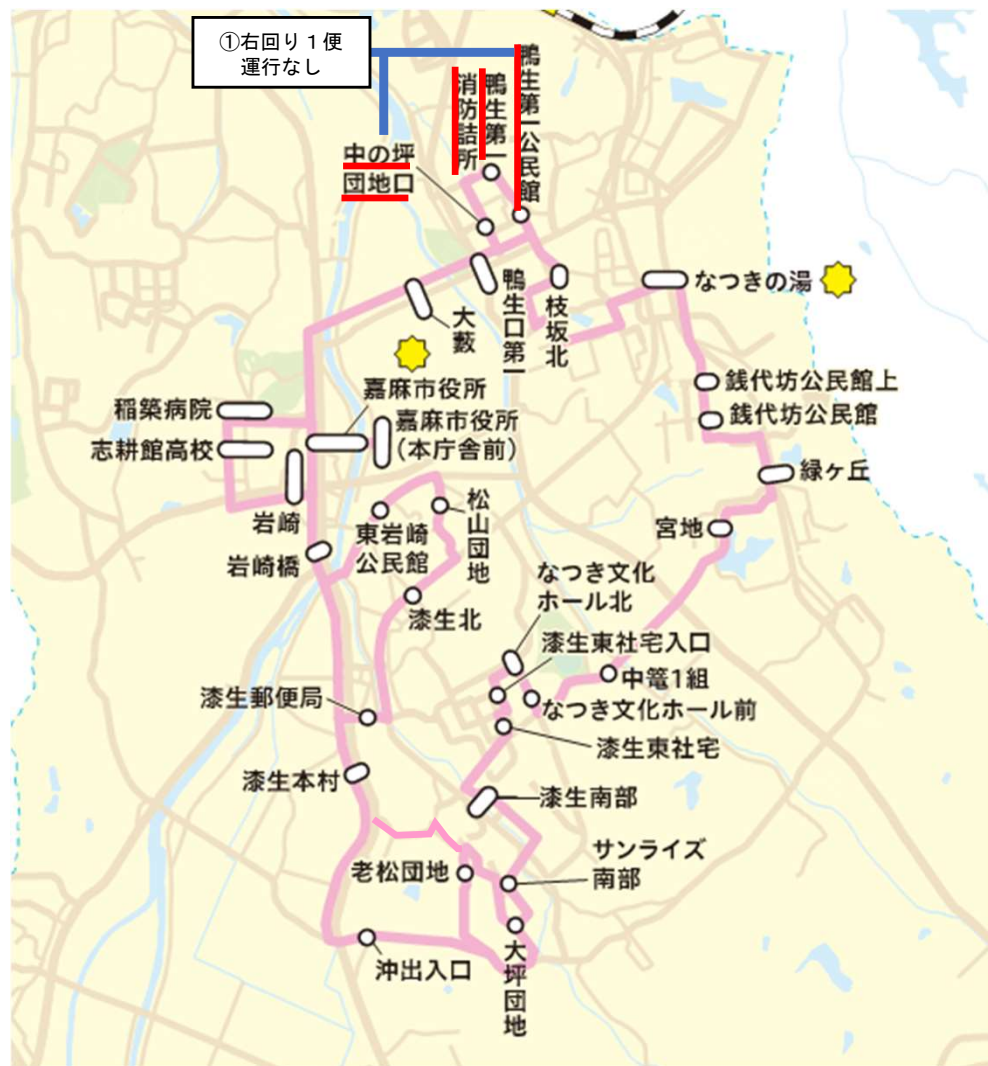 ①右回り１便
運行なし
鴨生第一公民館
鴨生第一
消防詰所
中の坪
団地口
なつきの湯
大藪
鴨生口第一
枝坂北
嘉麻市役所
銭代坊公民館上
稲築病院
嘉麻市役所
(本庁舎前)
銭代坊公民館
志耕館高校
緑ヶ丘
岩崎
東岩崎
公民館
松山団地
宮地
岩崎橋
なつき文化
ホール北
漆生北
漆生東社宅入口
中篭1組
漆生郵便局
なつき文化ホール前
漆生東社宅
漆生本村
漆生南部
サンライズ
南部
老松団地
沖出入口
大坪団地